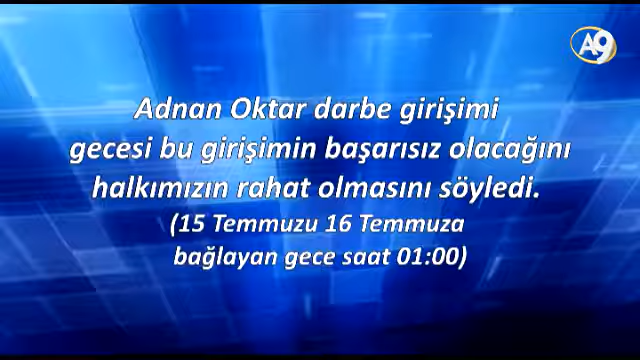 A9
Adnan Oktar darbe girişimi
gecesi bu girişimin başarısız olacağını
halkımızın rahat olmasını söyledi.
(15 Temmuzu 16 Temmuza
bağlayan gece saat 01:00)